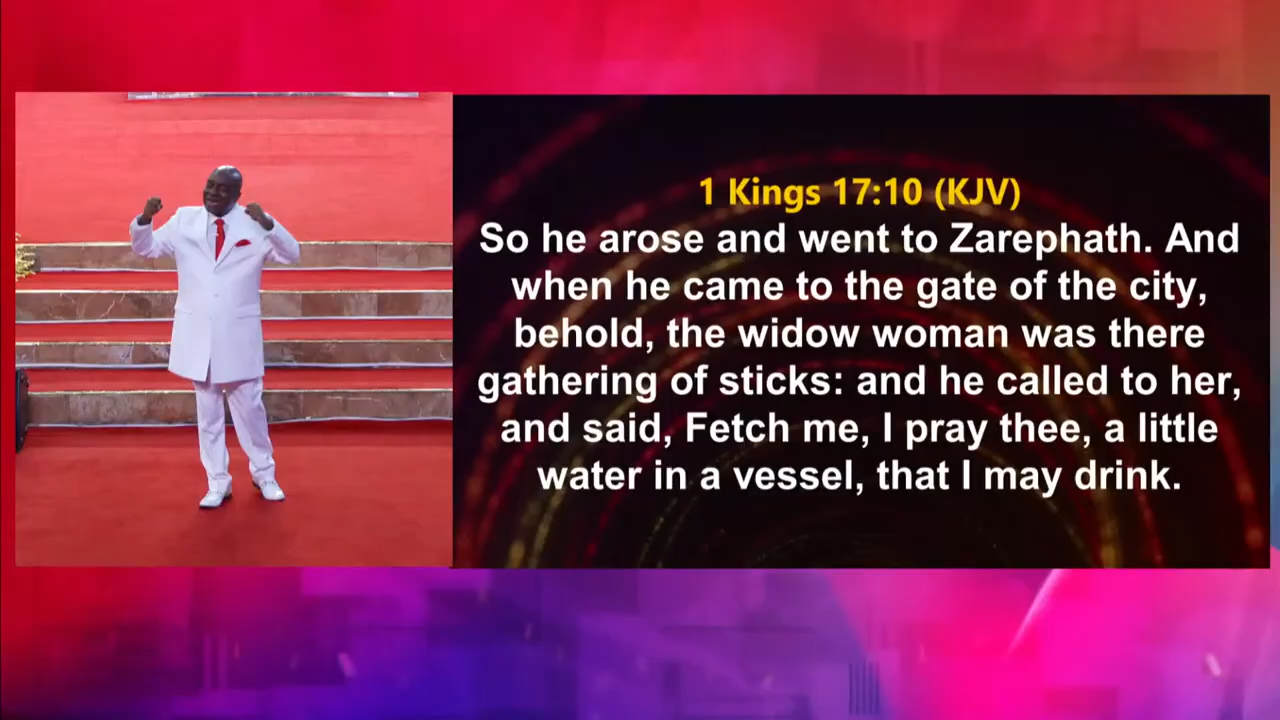 1 Kings 17:10 (KJV)
So he arose and went to Zarephath. And
when he came to the gate of the city,
behold, the widow woman was there
gathering of sticks: and he called to her,
and said, Fetch me, I pray thee, a little
water in a vessel, that I may drink.